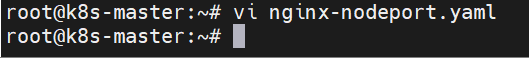 root@k8s-master:~# vi nginx-nodeport.yaml
root@k8s-master:~#